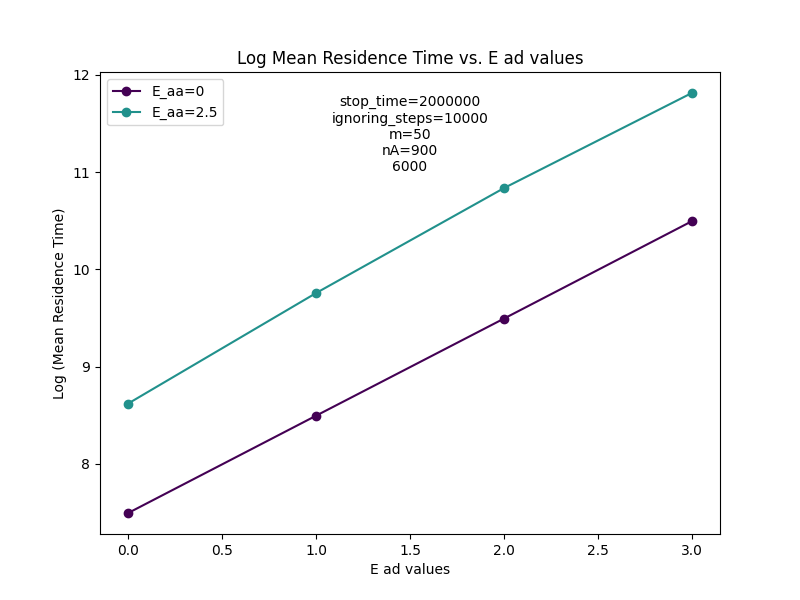 Log Mean Residence Time vs. E ad values
E_aa=0
E_aa=2.5
stop_time=2000000
ignoring_steps=10000
m=50
nA=900
6000
Log (Mean Residence Time)
12
11
10
9
8
0.0 0.5 1.0 1.5 2.0 2.5 3.0
E ad values